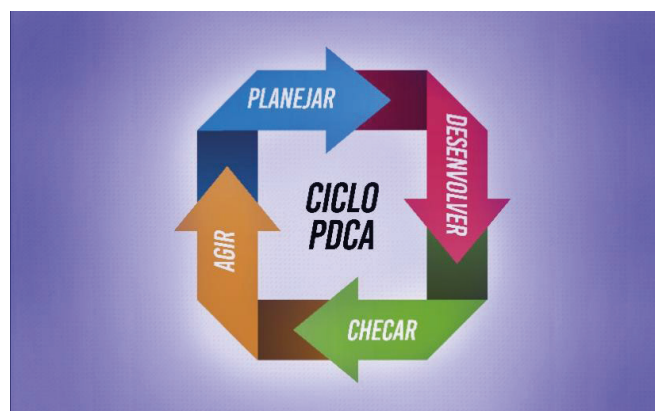 PLANEJAR
DESENVOLVER
CICLO
PDCA
AGIR
CHECAR